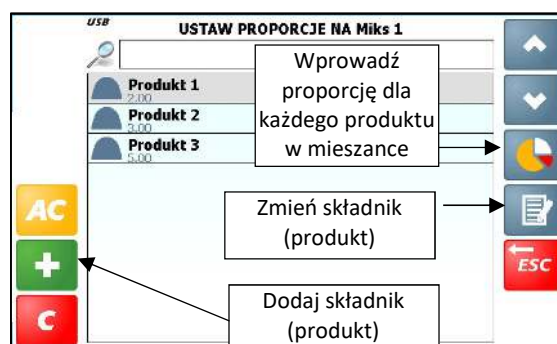 USB
USTAW PROPORCJE NA Miks 1
Produkt 1
2.00
Produkt 2
3.00
Produkt 3
5.00
Wprowadź
proporcję dla
każdego produktu
w mieszance
AC
Zmień składnik
(produkt)
ESC
C
Dodaj składnik
(produkt)